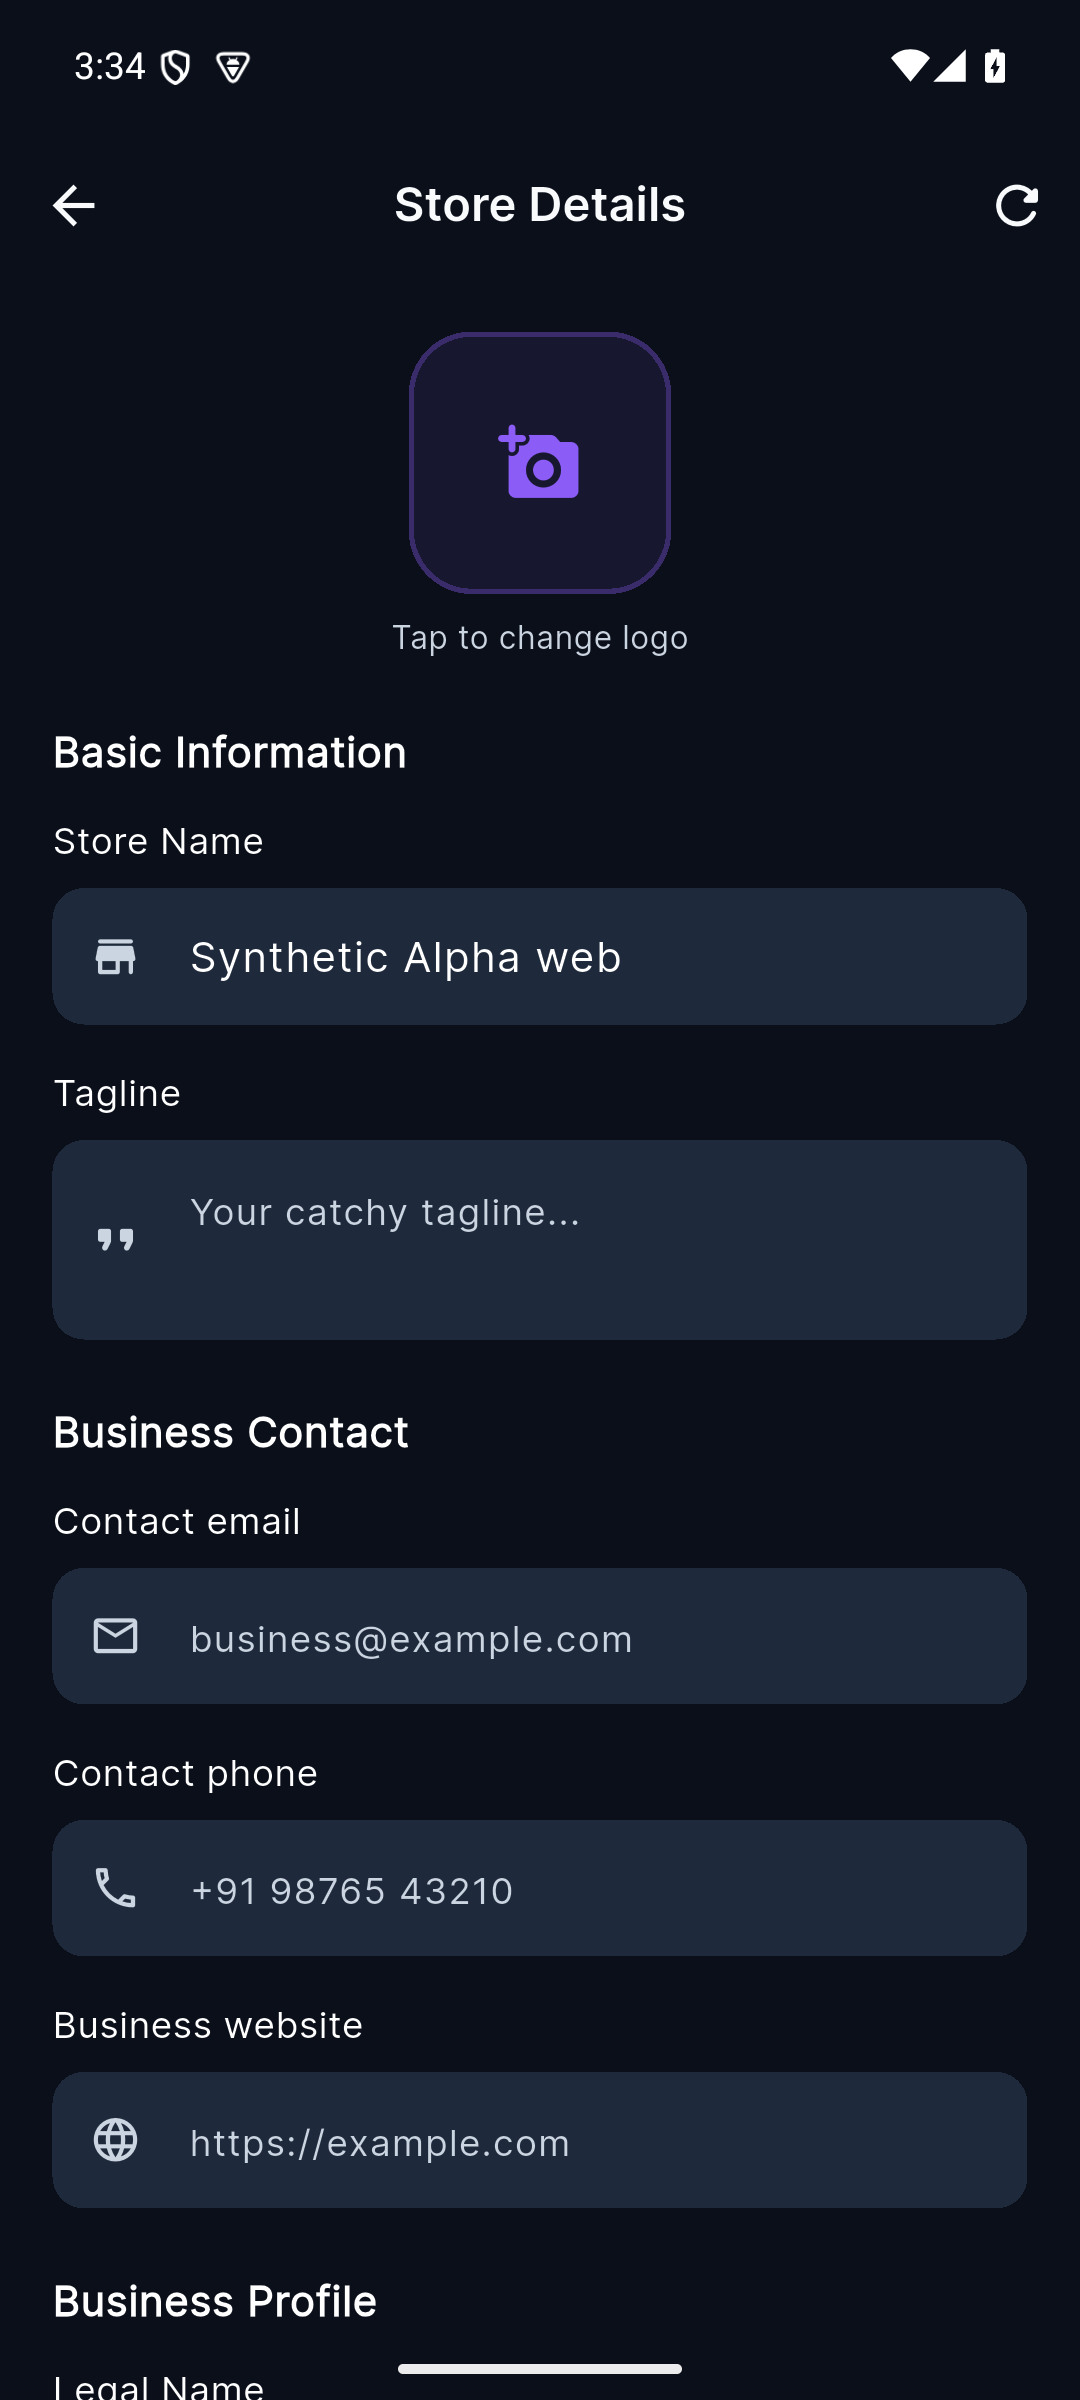 3:34
Store Details
Tap to change logo
Basic Information
Store Name
Synthetic Alpha web
Tagline
Your catchy tagline...
Business Contact
Contact email
business@example.com
Contact phone
+91 98765 43210
Business website
https://example.com
Business Profile
Legal Name